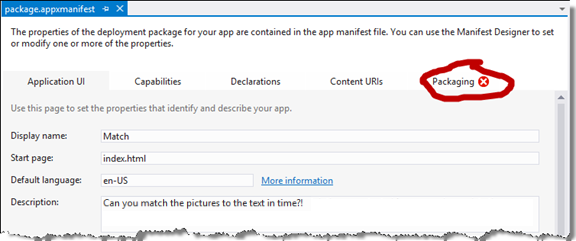 package.appxmanifest
The properties of the deployment package for your app are contained in the app manifest file. You can use the Manifest Designer to set
or modify one or more of the properties.
Application UI Capabilities Declarations Content URIs Packaging
Use this page to set the properties that identify and describe your app.
Display name: Match
Start page: index.html
Default language: en-US More information
Description: Can you match the pictures to the text in time?!